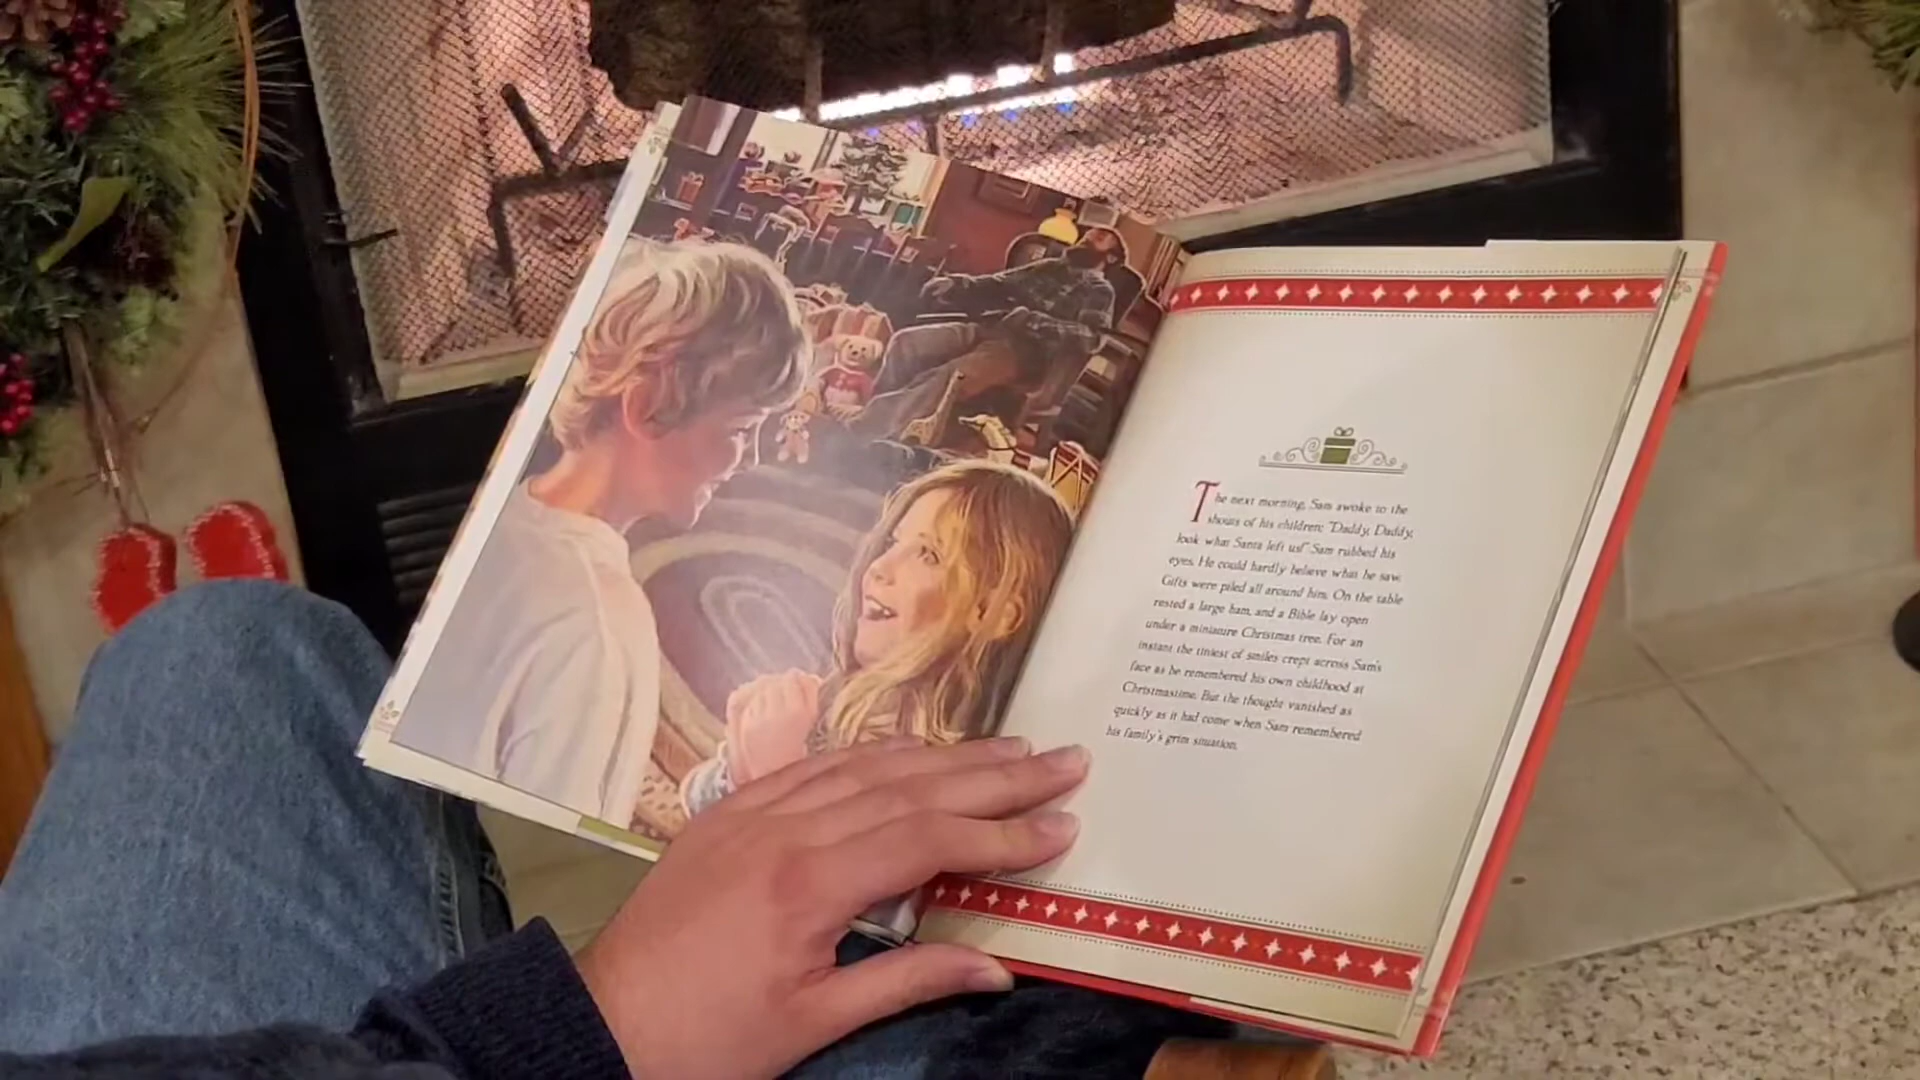 The next morning, Sam awoke to the
shouts of his children; "Daddy, Daddy,
look what Santa left us!" Sam rubbed his
eyes. He could hardly believe what he saw.
Gifts were piled all around him. On the table
rested a large ham, and a Bible lay open
under a miniature Christmas tree. For an
instant the tiniest of smiles crept across Sam's
face as he remembered his own childhood at
Christmastime. But the thought vanished as
quickly as it had come when Sam remembered
his family's grim situation.